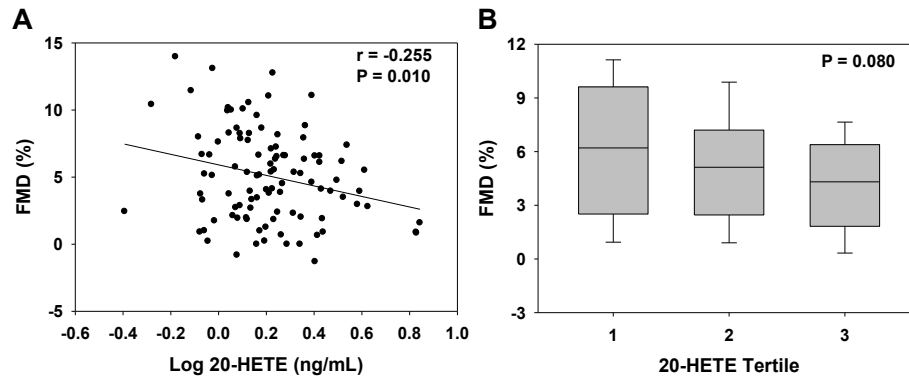 A
15
10
5
0
-5
FMD (%)
r = -0.255
P = 0.010
-0.6 -0.4 -0.2 0.0 0.2 0.4 0.6 0.8 1.0
Log 20-HETE (ng/mL)
B
12
9
6
3
0
-3
FMD (%)
P = 0.080
1 2 3
20-HETE Tertile